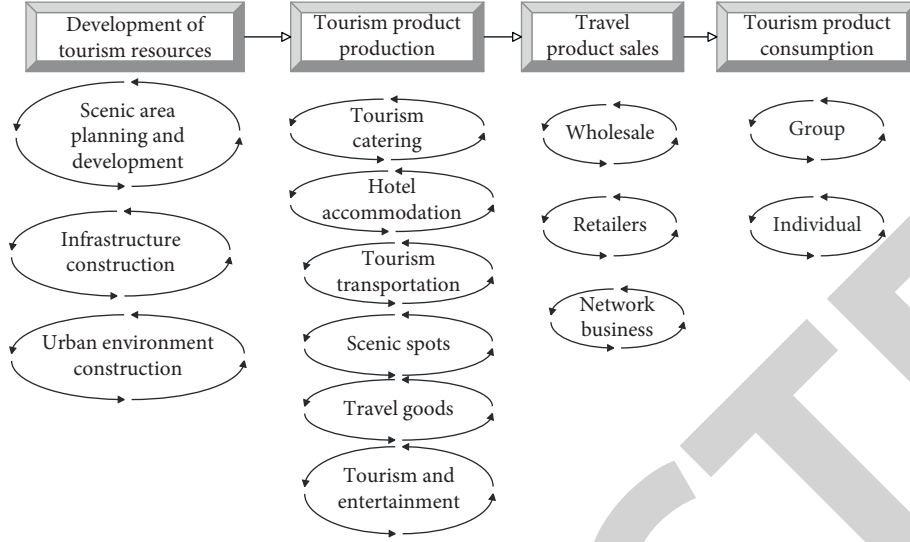 Development of
tourism resources
Tourism product
production
Travel
product sales
Tourism product
consumption
Scenic area
planning and
development
Infrastructure
construction
Urban environment
construction
Tourism
catering
Hotel
accommodation
Tourism
transportation
Scenic spots
Travel goods
Tourism and
entertainment
Wholesale
Retailers
Network
business
Group
Individual